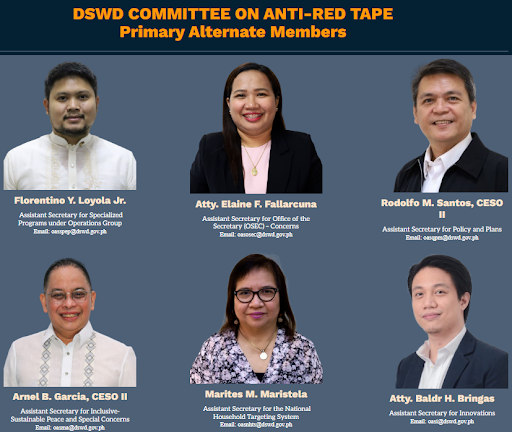 DSWD COMMITTEE ON ANTI-RED TAPE
Primary Alternate Members
Florentino Y. Loyola Jr.
Assistant Secretary for Specialized
Programs under Operations Group
Email: oasspep@dswd.gov.ph
Atty. Elaine F. Fallarcuna
Assistant Secretary for Office of the
Secretary (OSEC) - Concerns
Email: oasosec@dswd.gov.ph
Rodolfo M. Santos, CESO
II
Assistant Secretary for Policy and Plans
Email: oaspm@dswd.gov.ph
Arnel B. Garcia, CESO II
Assistant Secretary for Inclusive-
Sustainable Peace and Special Concerns
Email: @dswd.gov.ph
Marites M. Maristela
Assistant Secretary for the National
Household Targeting System
Email: oasnhts@dswd.gov.ph
Atty. Baldr H. Bringas
Assistant Secretary for Innovations
Email: oasi@dswd.gov.ph